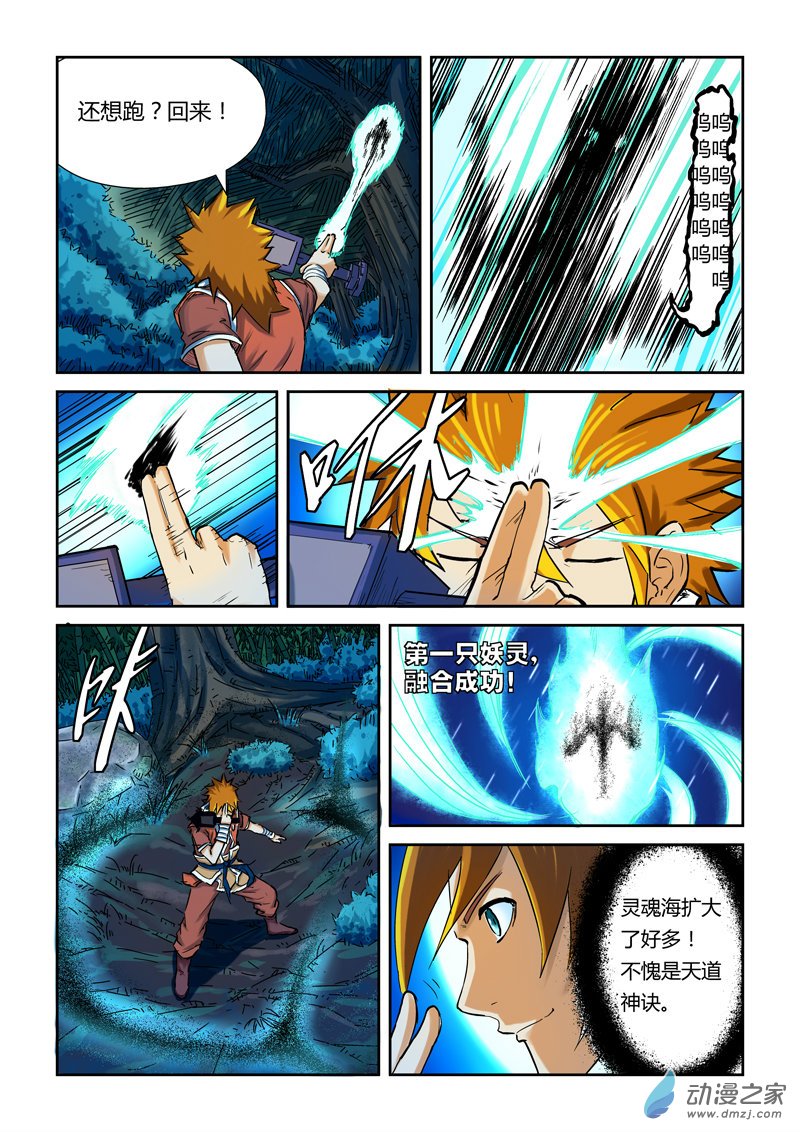 还想跑？回来！
呜呜呜呜呜呜呜
呜呜呜呜呜呜
咻
第一只妖灵，
融合成功！
咻
灵魂海扩大
了好多！
不愧是天道
神诀。
动漫之家
www.dmzj.com